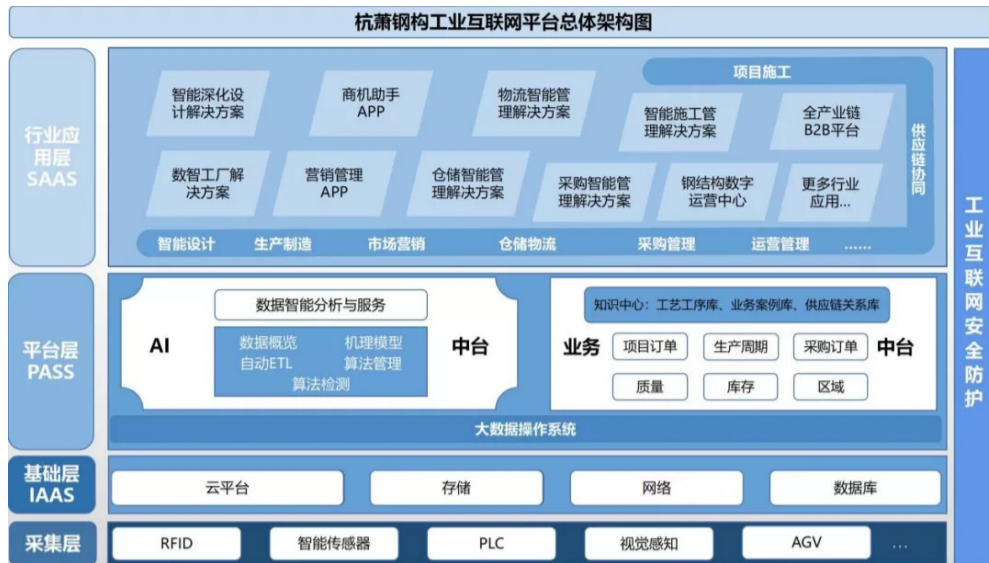 杭萧钢构工业互联网平台总体架构图
行业应
用层
SAAS
项目施工
智能深化设
计解决方案
商机助手
APP
物流智能管
理解决方案
智能施工管
理解决方案
全产业链
B2B平台
数智工厂解
决方案
营销管理
APP
仓储智能管
理解决方案
采购智能管
理解决方案
钢结构数字
运营中心
更多行业
应用...
供应链协同
智能设计 生产制造 市场营销 仓储物流 采购管理 运营管理 ......
平台层
PASS
AI
数据智能分析与服务
数据概览 机理模型
自动ETL 算法管理
算法检测
中台
知识中心：工艺工序库、业务案例库、供应链关系库
业务
项目订单 生产周期 采购订单
质量 库存 区域
中台
大数据操作系统
基础层
IAAS
云平台 存储 网络 数据库
采集层
RFID 智能传感器 PLC 视觉感知 AGV ...
工业互联网安全防护